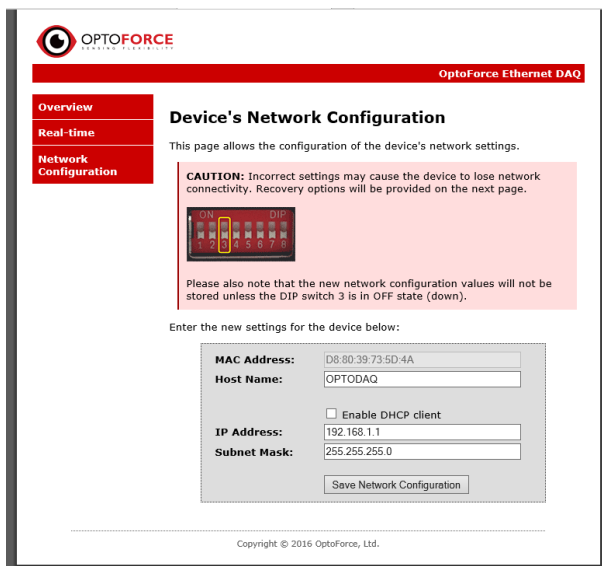 OPTOFORCE
SENSING FLEXIBILITY
OptoForce Ethernet DAQ
Overview
Real-time
Network
Configuration
Device's Network Configuration
This page allows the configuration of the device's network settings.
CAUTION: Incorrect settings may cause the device to lose network
connectivity. Recovery options will be provided on the next page.
ON DIP
1 2 3 4 5 6 7 8
Please also note that the new network configuration values will not be
stored unless the DIP switch 3 is in OFF state (down).
Enter the new settings for the device below:
MAC Address: D8:80:39:73:5D:4A
Host Name: OPTODAQ
Enable DHCP client
IP Address: 192.168.1.1
Subnet Mask: 255.255.255.0
Save Network Configuration
Copyright © 2016 OptoForce, Ltd.